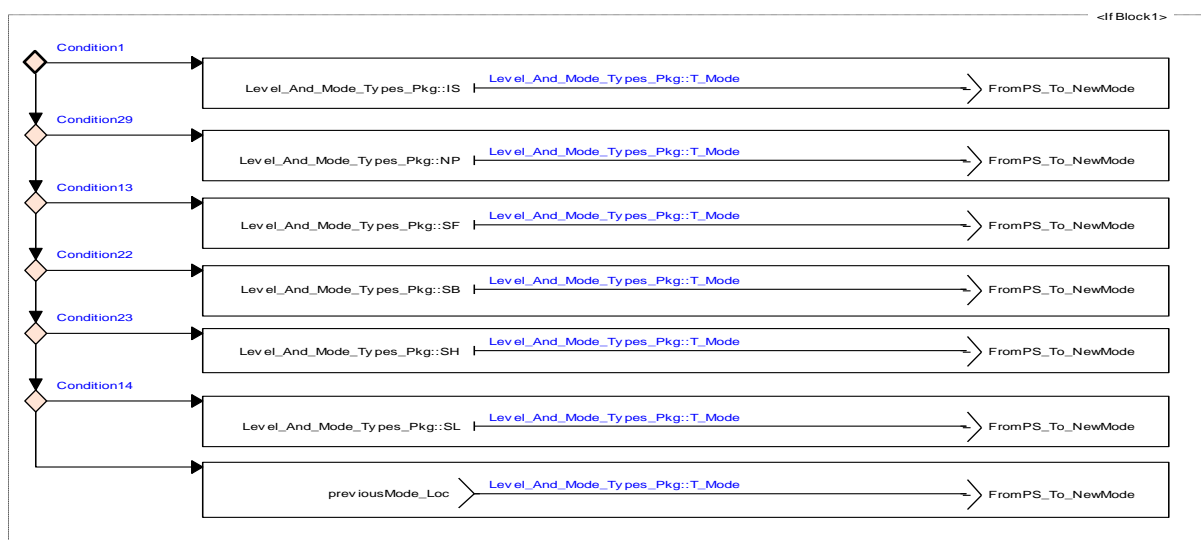 <IfBlock1>
Condition1
Level_And_Mode_Types_Pkg::IS
Level_And_Mode_Types_Pkg::T_Mode
FromPS_To_NewMode
Condition29
Level_And_Mode_Types_Pkg::NP
Level_And_Mode_Types_Pkg::T_Mode
FromPS_To_NewMode
Condition13
Level_And_Mode_Types_Pkg::SF
Level_And_Mode_Types_Pkg::T_Mode
FromPS_To_NewMode
Condition22
Level_And_Mode_Types_Pkg::SB
Level_And_Mode_Types_Pkg::T_Mode
FromPS_To_NewMode
Condition23
Level_And_Mode_Types_Pkg::SH
Level_And_Mode_Types_Pkg::T_Mode
FromPS_To_NewMode
Condition14
Level_And_Mode_Types_Pkg::SL
Level_And_Mode_Types_Pkg::T_Mode
FromPS_To_NewMode
previousMode_Loc
Level_And_Mode_Types_Pkg::T_Mode
FromPS_To_NewMode